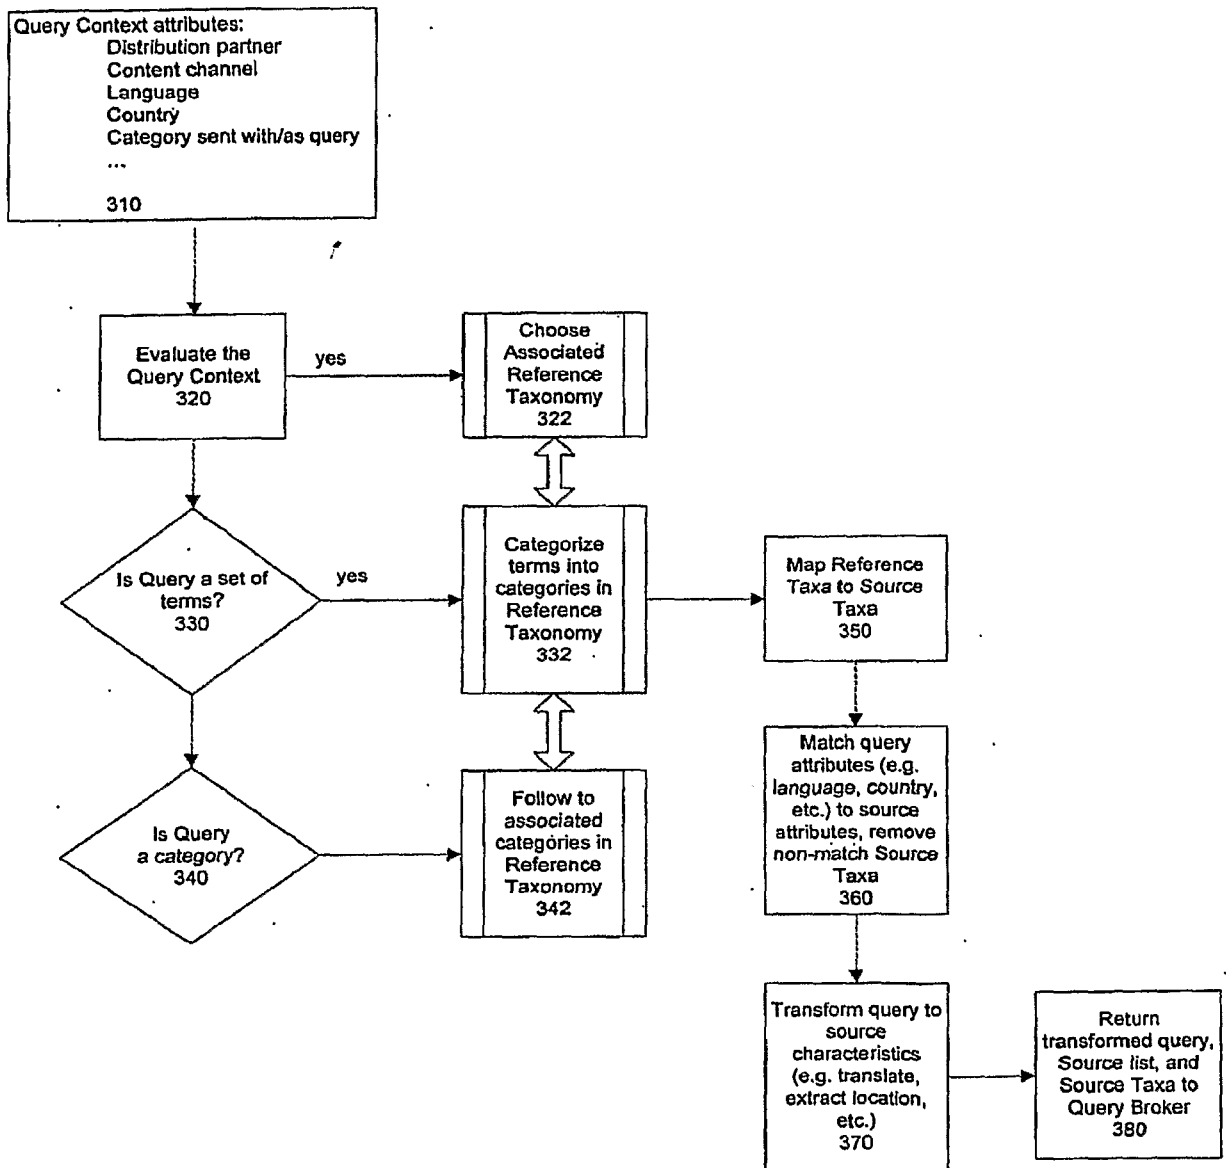 Query Context attributes:
Distribution partner
Content channel
Language
Country
Category sent with/as query
...
310
Evaluate the
Query Context
320
yes
Choose
Associated
Reference
Taxonomy
322
Is Query a set of
terms?
330
yes
Categorize
terms into
categories in
Reference
Taxonomy
332
Map Reference
Taxa to Source
Taxa
350
Is Query
a category?
340
Follow to
associated
categories in
Reference
Taxonomy
342
Match query
attributes (e.g.
language, country,
etc.) to source
attributes, remove
non-match Source
Taxa
360
Transform query to
source
characteristics
(e.g. translate,
extract location,
etc.)
370
Return
transformed query,
Source list, and
Source Taxa to
Query Broker
380